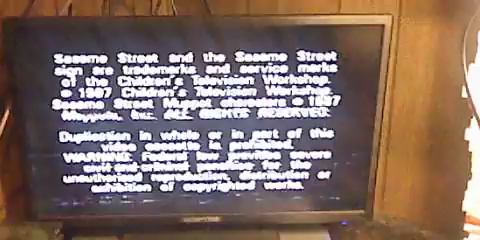 Sesame Street and the Sesame Street
sign are trademarks and service marks
of the Children's Television Workshop.
© 1987 Children's Television Workshop
Sesame Street Muppet characters © 1987
Muppets, Inc. ALL RIGHTS RESERVED.
Duplication in whole or in part of this
video cassette is prohibited.
WARNING: Federal law provides severe
civil and criminal penalties for the
unauthorized reproduction, distribution or
exhibition of copyrighted works.